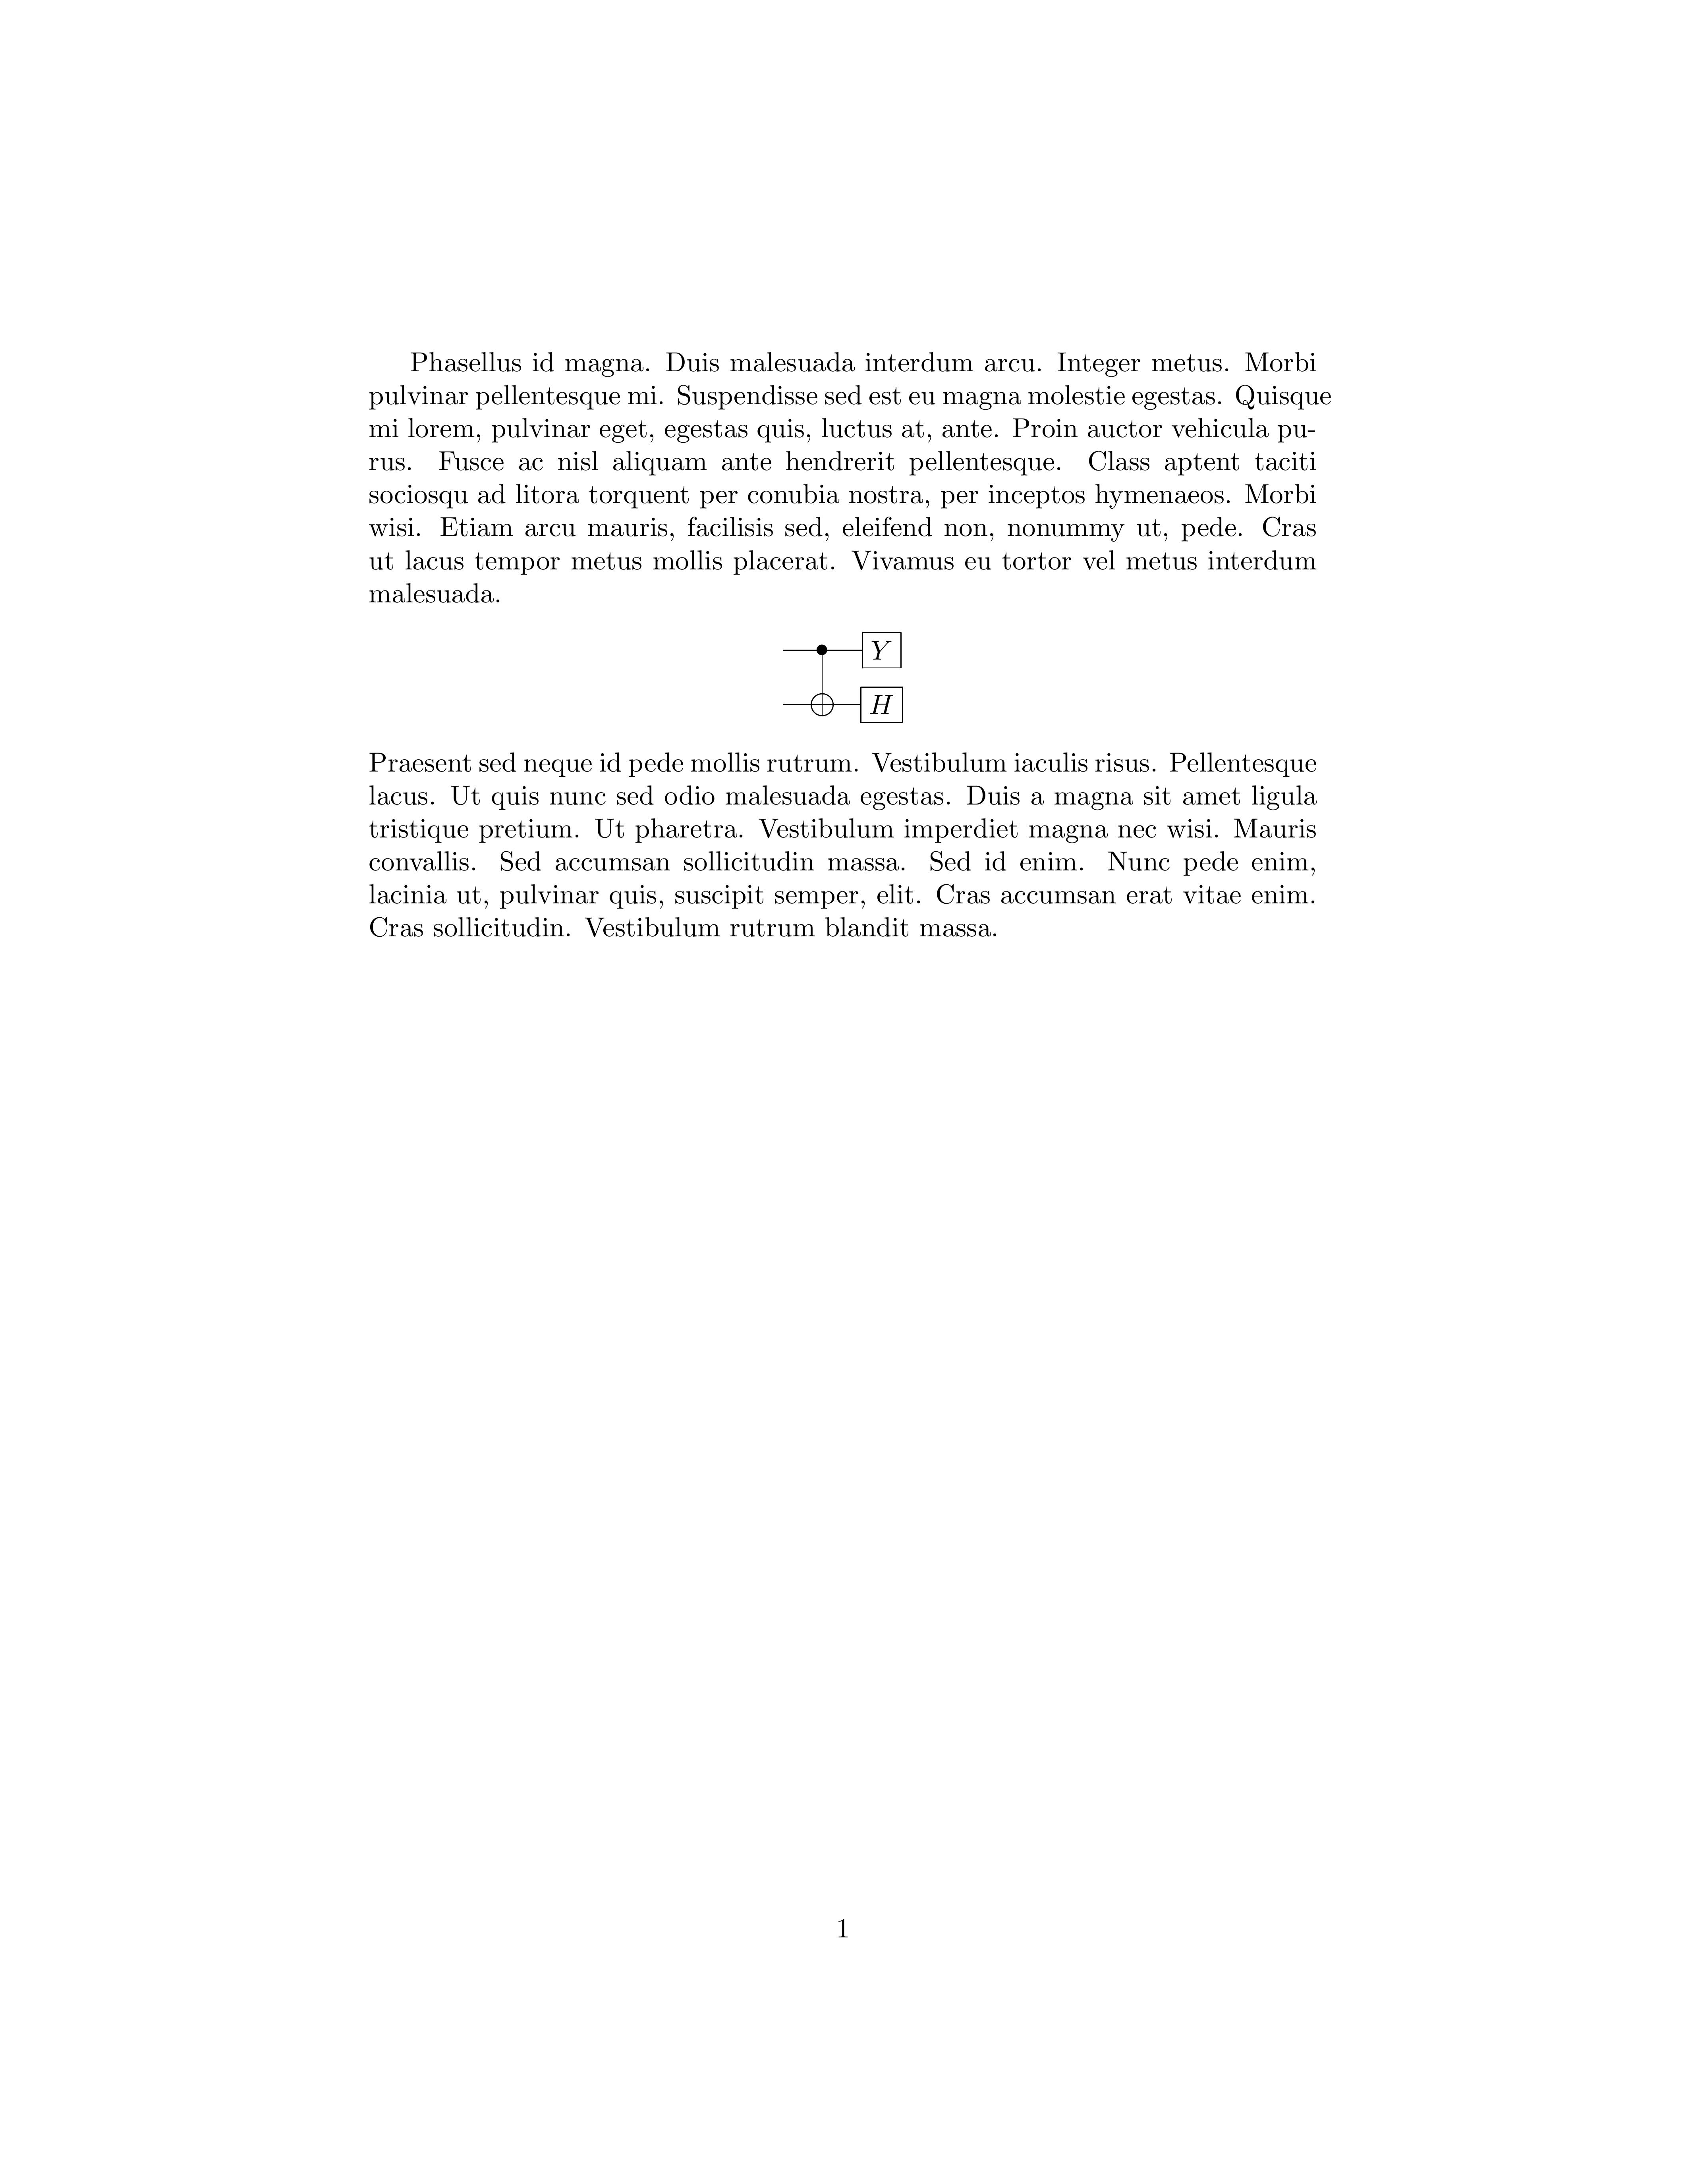 Phasellus id magna. Duis malesuada interdum arcu. Integer metus. Morbi
pulvinar pellentesque mi. Suspendisse sed est eu magna molestie egestas. Quisque
mi lorem, pulvinar eget, egestas quis, luctus at, ante. Proin auctor vehicula pu-
rus. Fusce ac nisl aliquam ante hendrerit pellentesque. Class aptent taciti
sociosqu ad litora torquent per conubia nostra, per inceptos hymenaeos. Morbi
wisi. Etiam arcu mauris, facilisis sed, eleifend non, nonummy ut, pede. Cras
ut lacus tempor metus mollis placerat. Vivamus eu tortor vel metus interdum
malesuada.
Y
H
Praesent sed neque id pede mollis rutrum. Vestibulum iaculis risus. Pellentesque
lacus. Ut quis nunc sed odio malesuada egestas. Duis a magna sit amet ligula
tristique pretium. Ut pharetra. Vestibulum imperdiet magna nec wisi. Mauris
convallis. Sed accumsan sollicitudin massa. Sed id enim. Nunc pede enim,
lacinia ut, pulvinar quis, suscipit semper, elit. Cras accumsan erat vitae enim.
Cras sollicitudin. Vestibulum rutrum blandit massa.
1